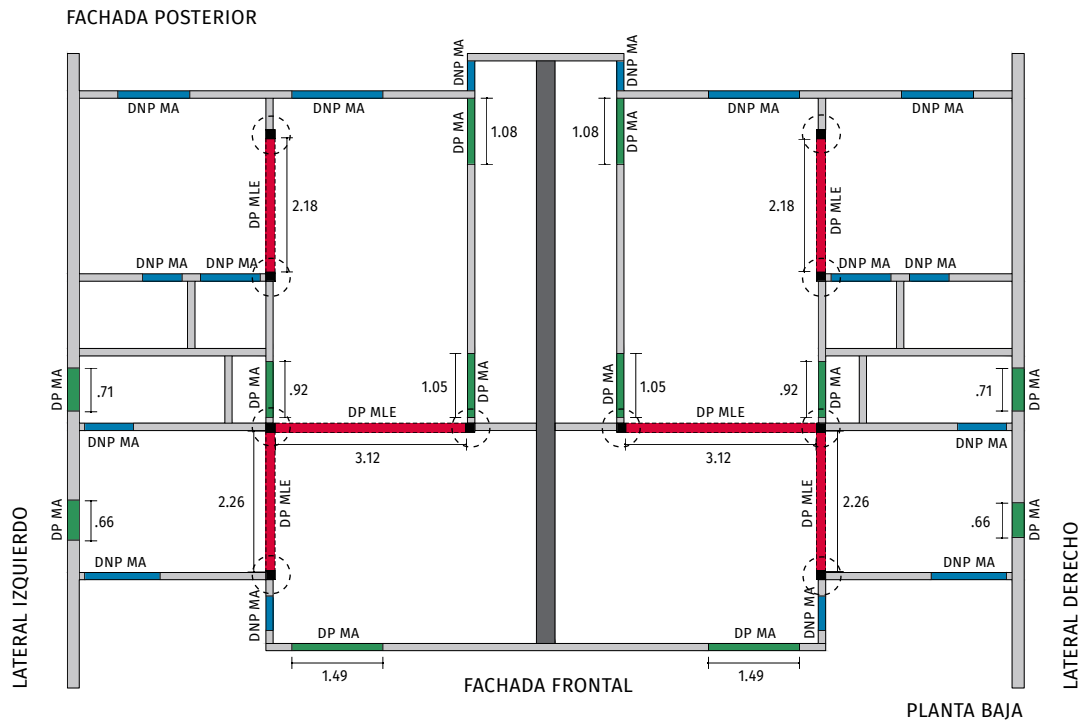 FACHADA POSTERIOR
DNP MA
DNP MA
DNP MA
DNP MA
DNP MA
DNP MA
DP MA
1.08
1.08
DP MA
DP MLE
2.18
2.18
DP MLE
DNP MA
DNP MA
DNP MA
DNP MA
DP MA
.71
DP MA
.92
1.05
DP MA
DP MA
1.05
.92
DP MA
.71
DP MA
DP MLE
DP MLE
DNP MA
DNP MA
3.12
3.12
DP MA
.66
2.26
DP MLE
DP MLE
2.26
.66
DP MA
LATERAL IZQUIERDO
LATERAL DERECHO
DNP MA
DNP MA
DNP MA
DNP MA
DP MA
DP MA
1.49
1.49
FACHADA FRONTAL
PLANTA BAJA